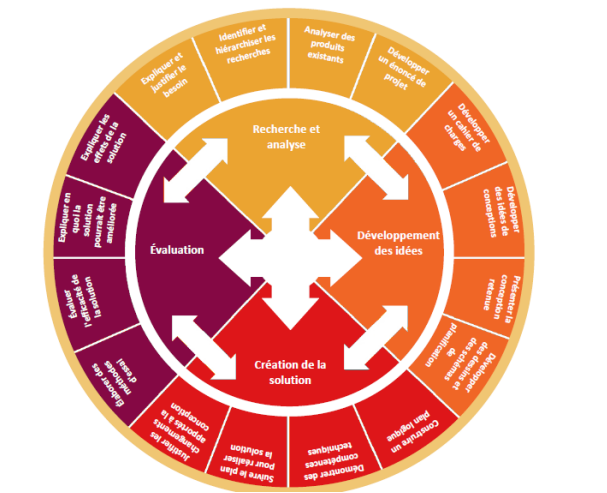 Expliquer et
justifier le
besoin
Identifier et
hiérarchiser les
recherches
Analyser des
produits
existants
Développer
un énoncé de
projet
Développer
un cahier de
charges
Développer
des idées de
conceptions
Présenter la
conception
retenue
Développer
des dessins et
des schémas
de
planification
Construire un
plan logique
Démontrer des
compétences
techniques
Suivre le plan
pour réaliser
la solution
Justifier les
changements
apportés à la
conception
Élaborer des
méthodes
d'essai
Évaluer
l'efficacité de
la solution
Expliquer en
quoi la
solution
pourrait être
améliorée
Expliquer les
effets de la
solution
Recherche et
analyse
Développement
des idées
Création de la
solution
Évaluation